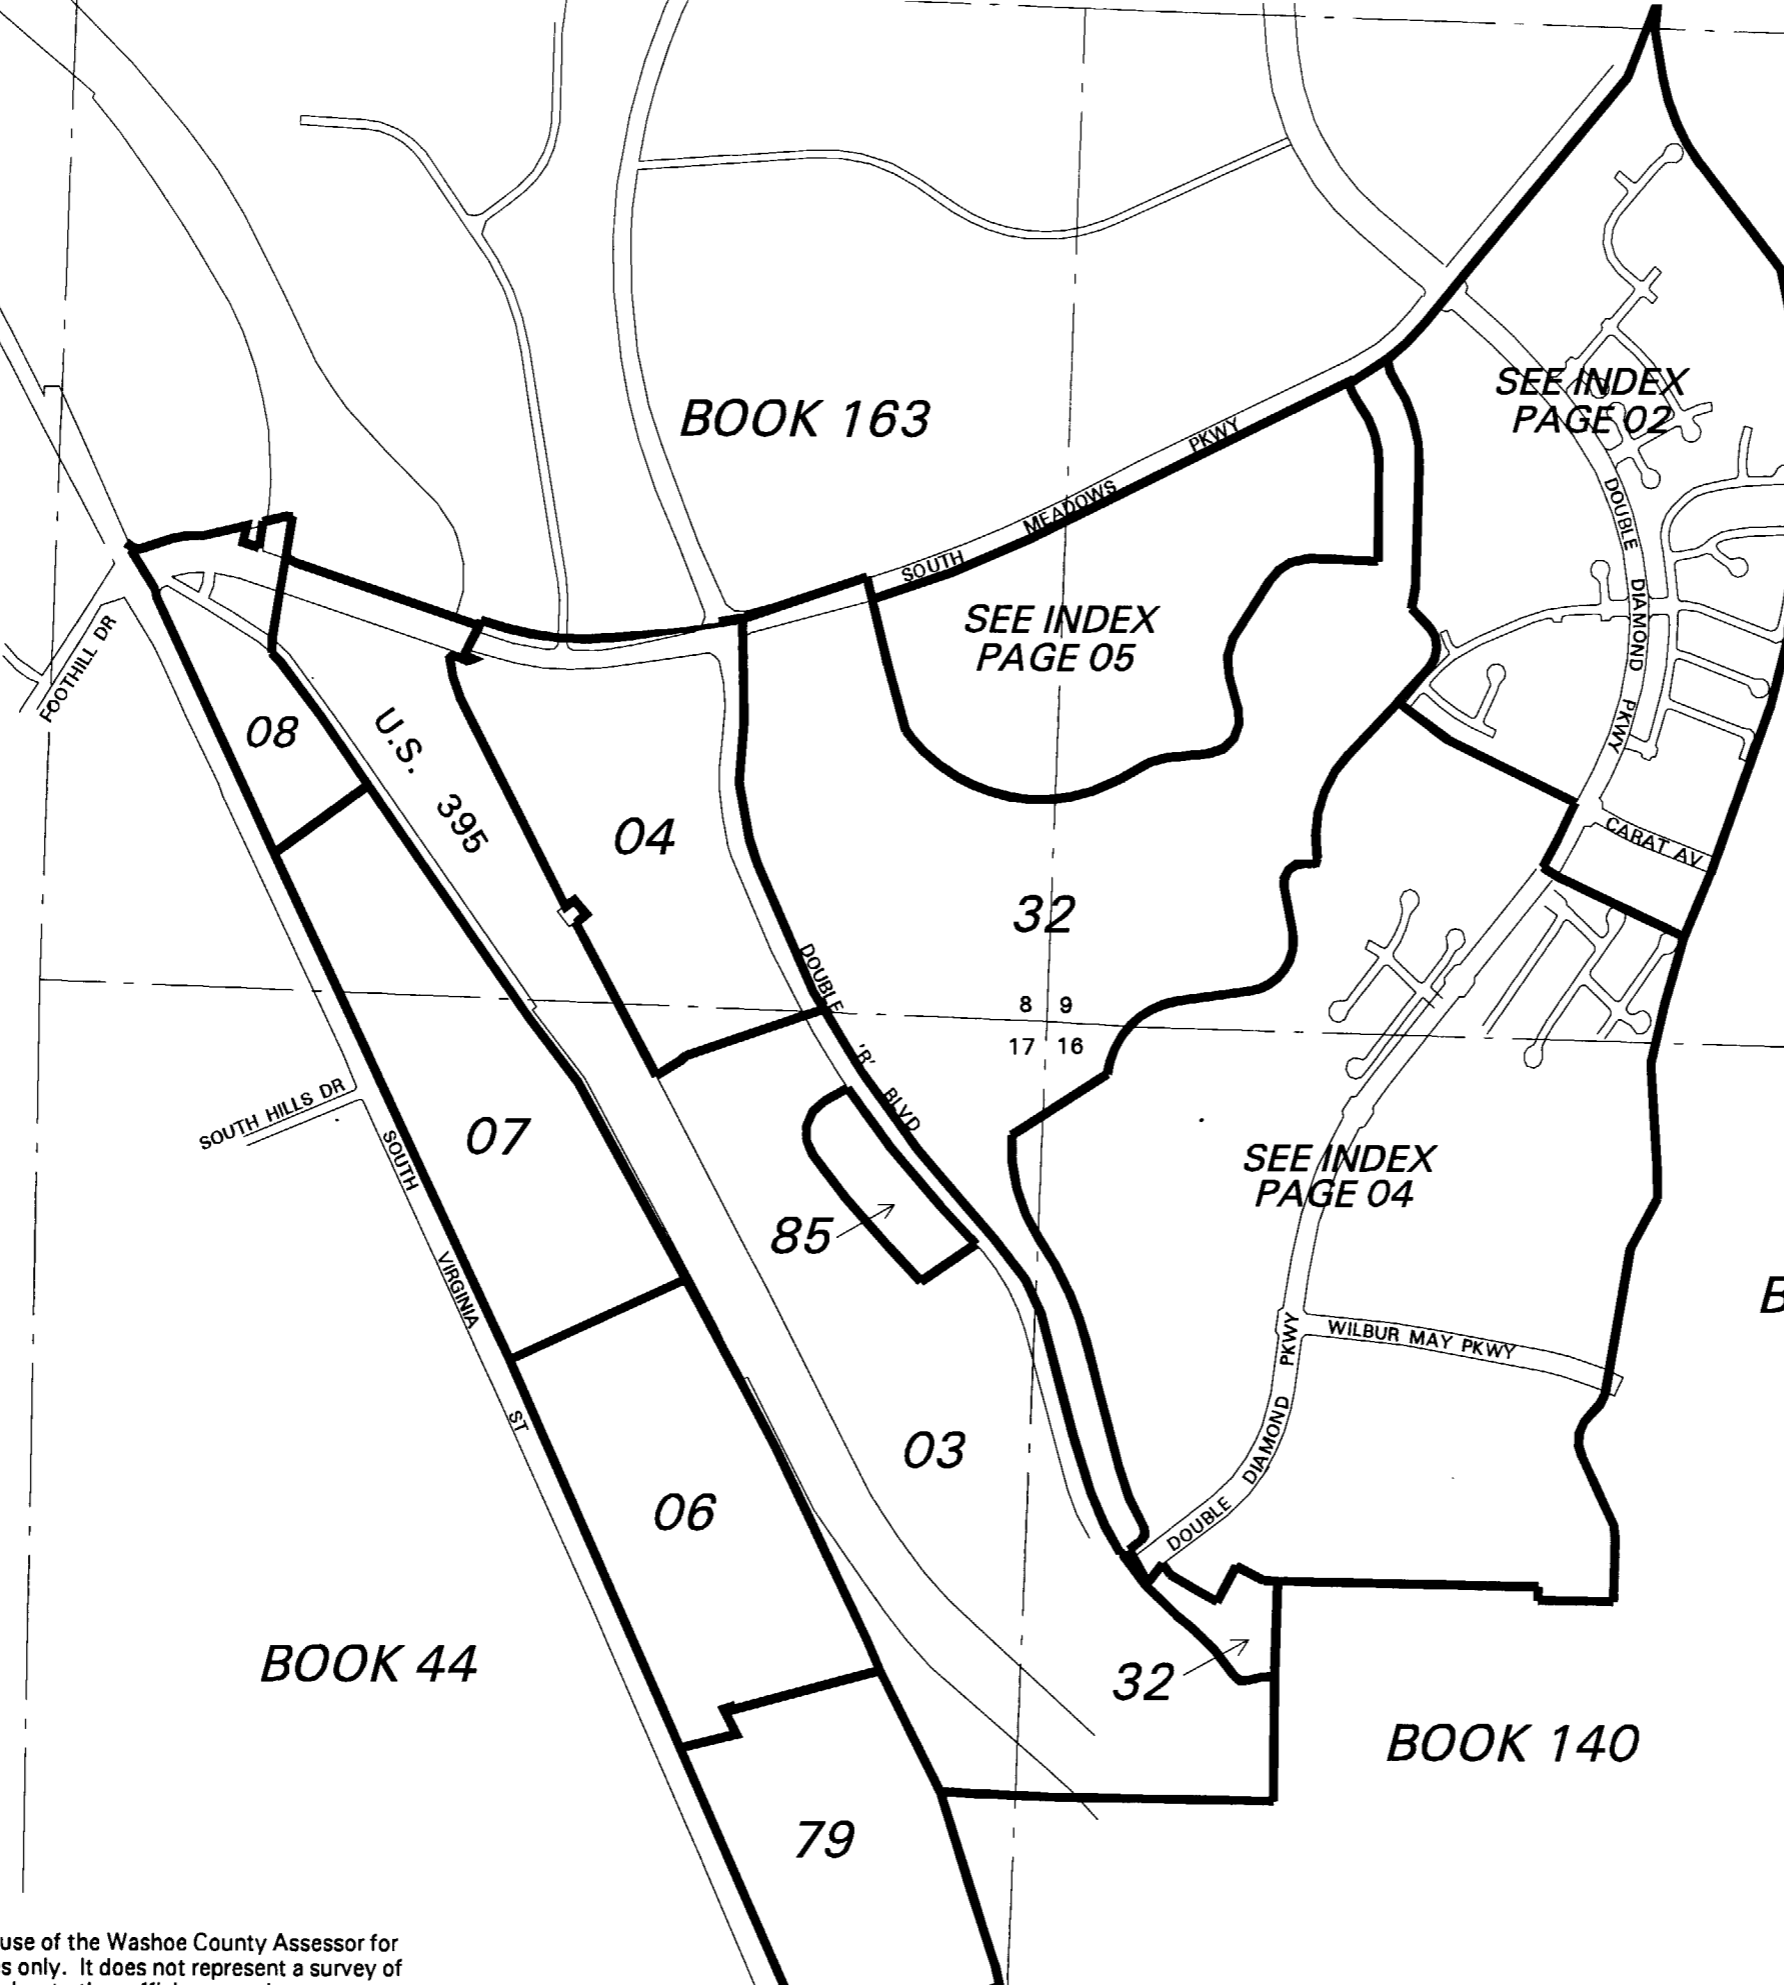 SEE INDEX
PAGE 02
BOOK 163
SOUTH MEADOWS PKWY
DOUBLE DIAMOND PKWY
SEE INDEX
PAGE 05
FOOTHILL DR
08
U.S. 395
04
CARAT AV
32
DOUBLE 'R' BLVD
8 9
17 16
SOUTH HILLS DR
07
SOUTH VIRGINIA ST
SEE INDEX
PAGE 04
85
WILBUR MAY PKWY
DOUBLE DIAMOND PKWY
03
06
BOOK 44
32
BOOK 140
79
use of the Washoe County Assessor for
s only. It does not represent a survey of